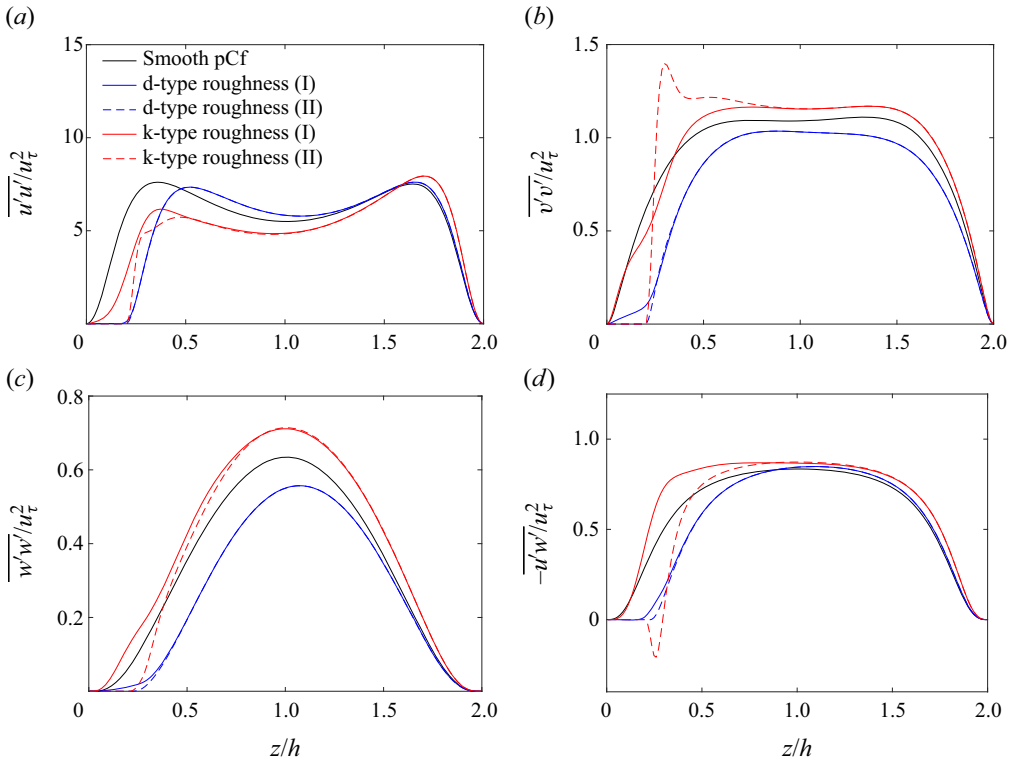 (a)
(b)
15
10
5
0
0.5
1.0
1.5
2.0
u'u'/u²τ
Smooth pCf
d-type roughness (I)
d-type roughness (II)
k-type roughness (I)
k-type roughness (II)
1.5
1.0
0.5
0
0.5
1.0
1.5
2.0
v'v'/u²τ
(c)
(d)
0.8
0.6
0.4
0.2
0
0.5
1.0
1.5
2.0
w'w'/u²τ
z/h
1.0
0.5
0
0
0.5
1.0
1.5
2.0
−u'w'/u²τ
z/h